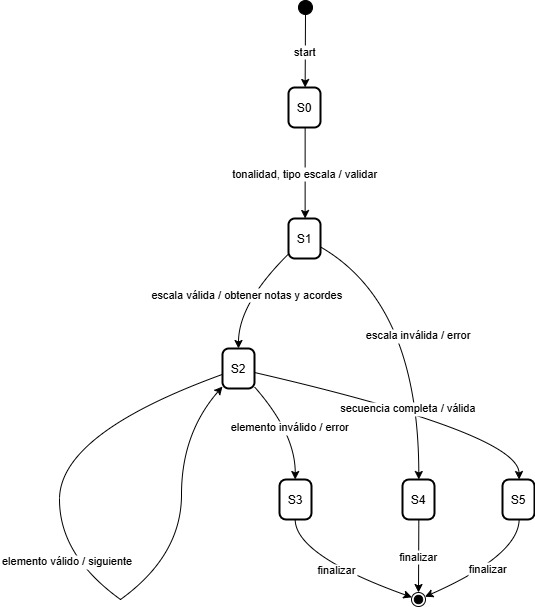 start
S0
tonalidad, tipo escala / validar
S1
escala válida / obtener notas y acordes
escala inválida / error
S2
secuencia completa / válida
elemento inválido / error
S3
S4
S5
elemento válido / siguiente
finalizar
finalizar
finalizar